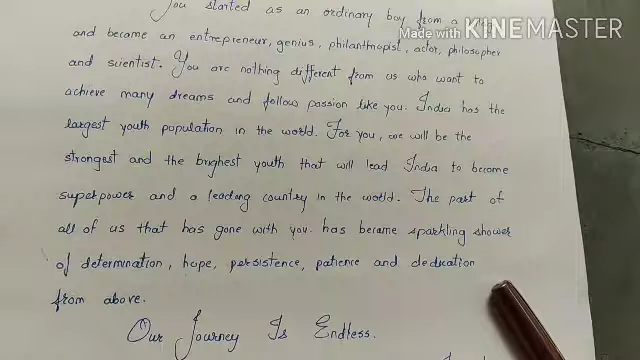 You started as an ordinary boy from a
Made with KINEMASTER
and became an entrepreneur, genius, philanthropist, actor, philosopher
and scientist. You are nothing different from us who want to
achieve many dreams and follow passion like you. India has the
largest youth population in the world. For you, we will be the
strongest and the brighest youth that will lead India to become
superpower and a leading country in the world. The part of
all of us that has gone with you has became sparkling shower
of determination, hope, persistence, patience and dedication
from above.
Our Journey Is Endless.